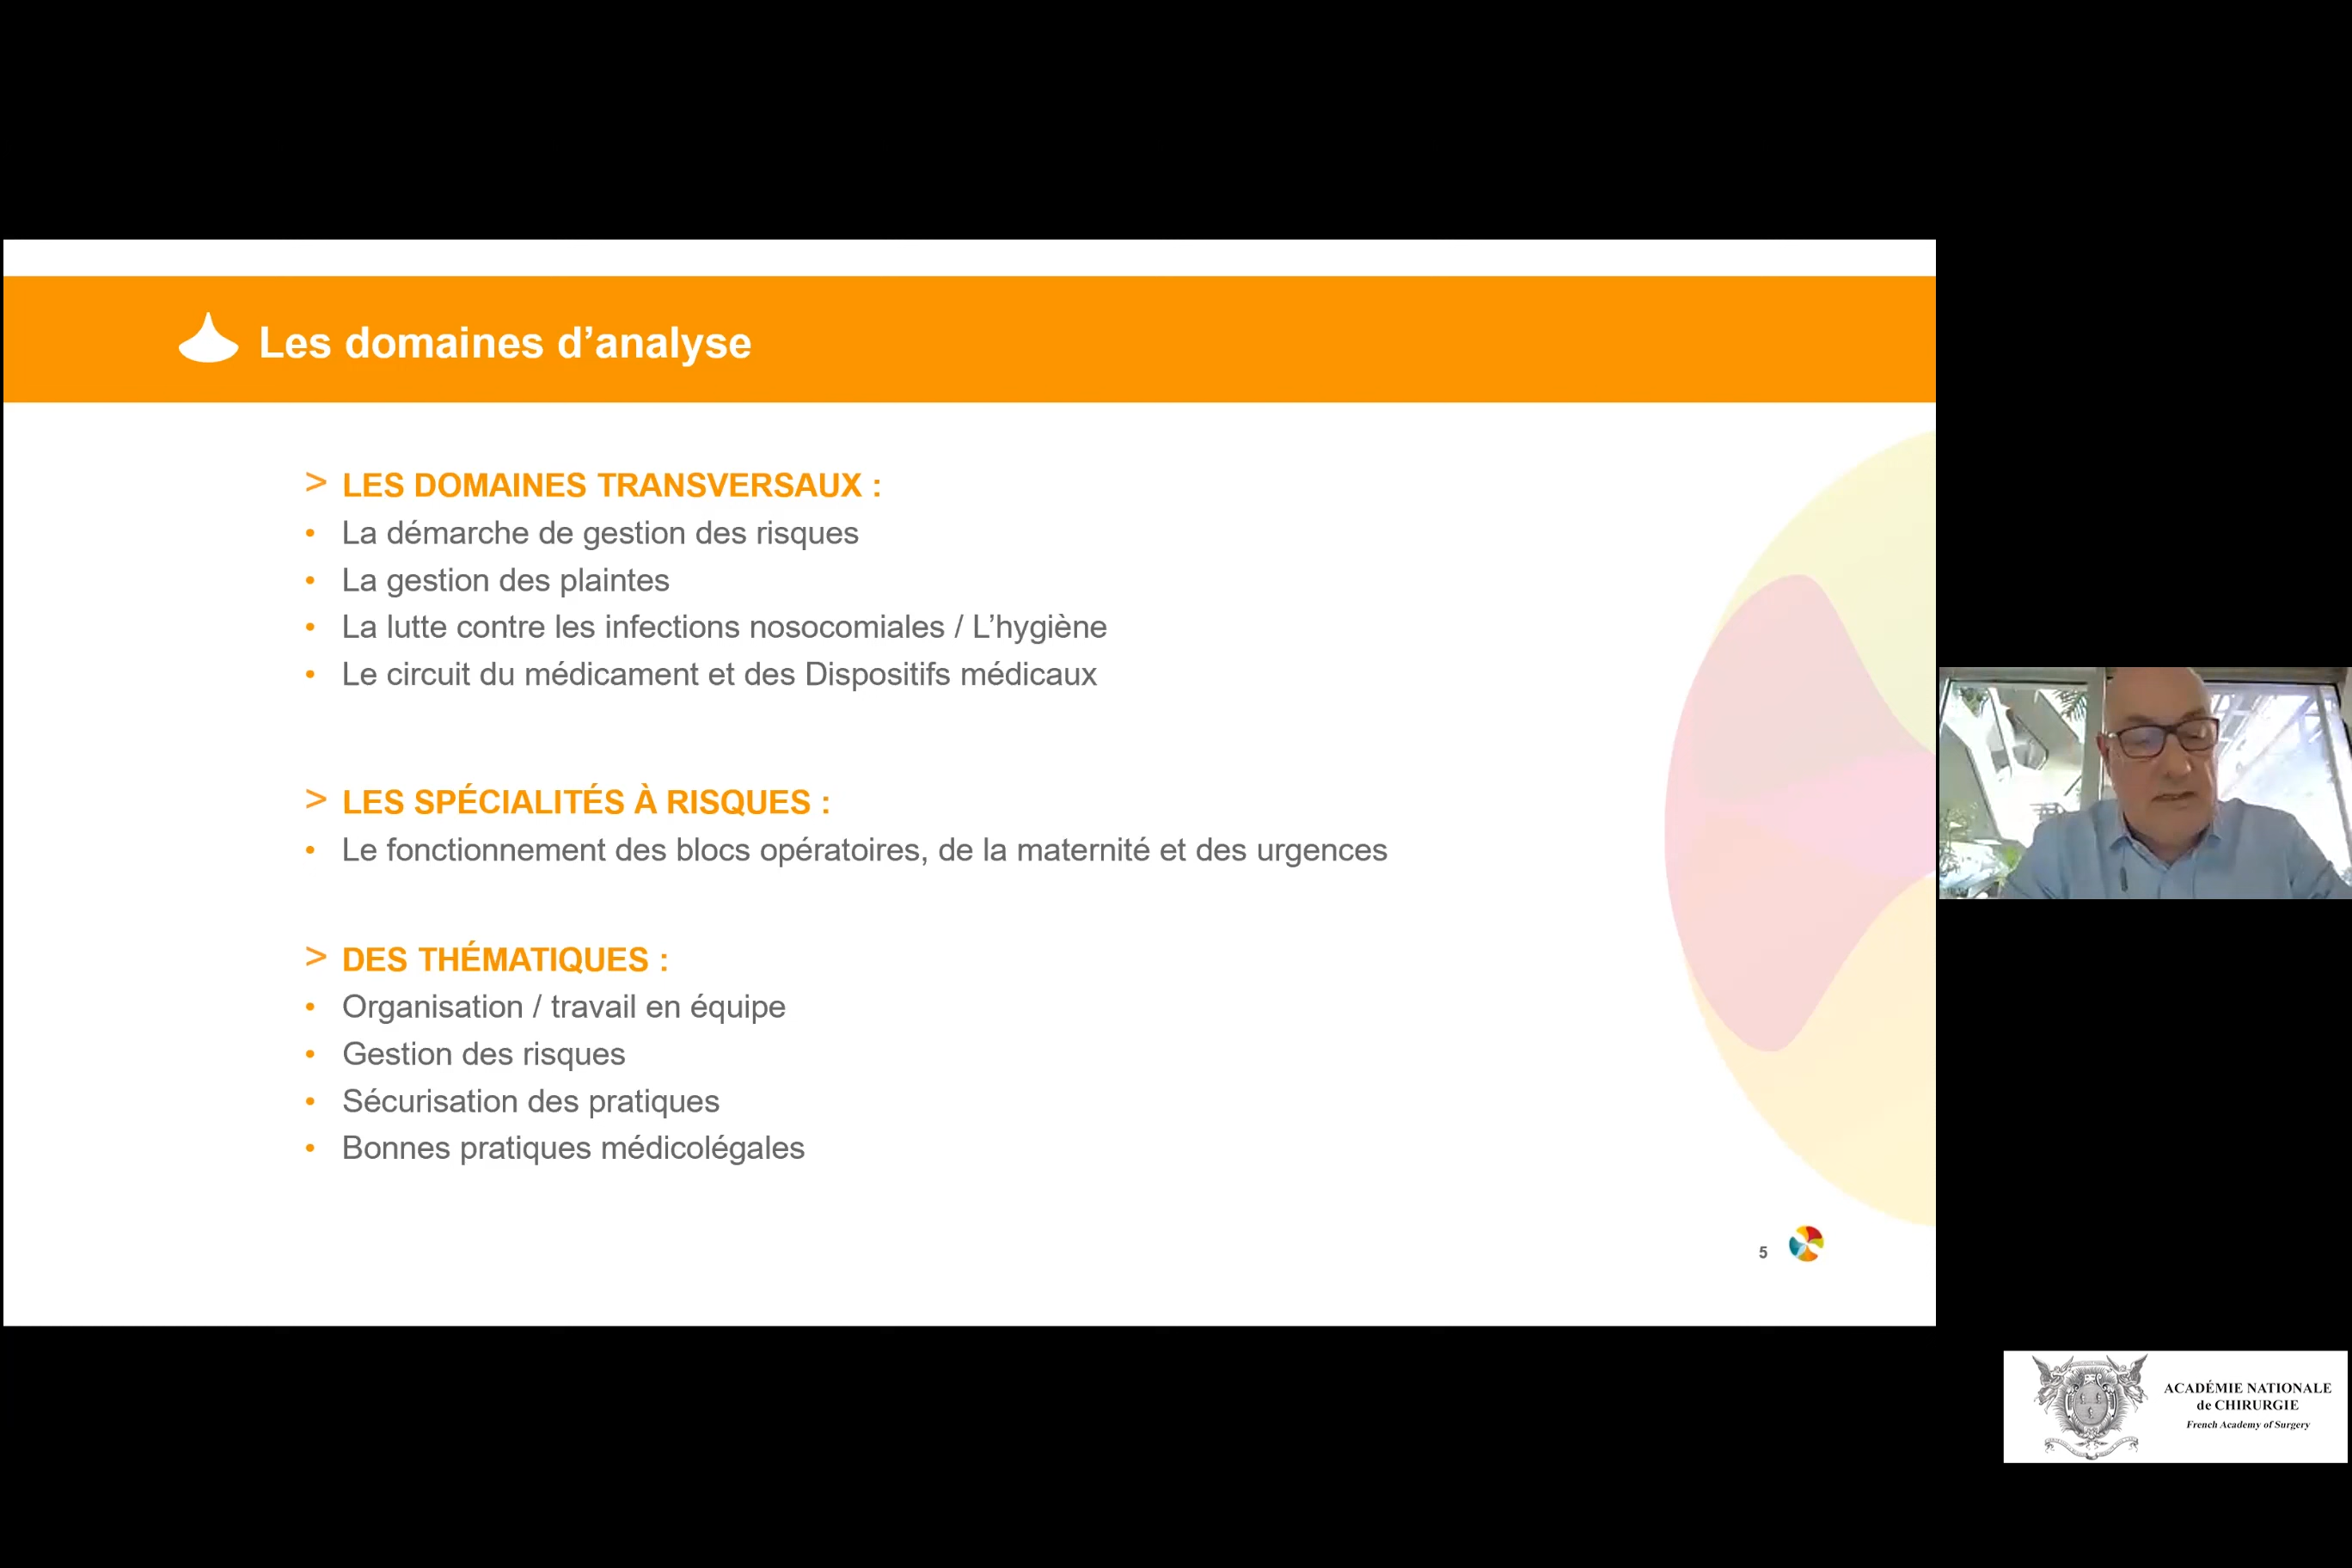 Les domaines d’analyse
> LES DOMAINES TRANSVERSAUX :
• La démarche de gestion des risques
• La gestion des plaintes
• La lutte contre les infections nosocomiales / L’hygiène
• Le circuit du médicament et des Dispositifs médicaux
> LES SPÉCIALITÉS À RISQUES :
• Le fonctionnement des blocs opératoires, de la maternité et des urgences
> DES THÉMATIQUES :
• Organisation / travail en équipe
• Gestion des risques
• Sécurisation des pratiques
• Bonnes pratiques médicolégales
5
ACADÉMIE NATIONALE
de CHIRURGIE
French Academy of Surgery